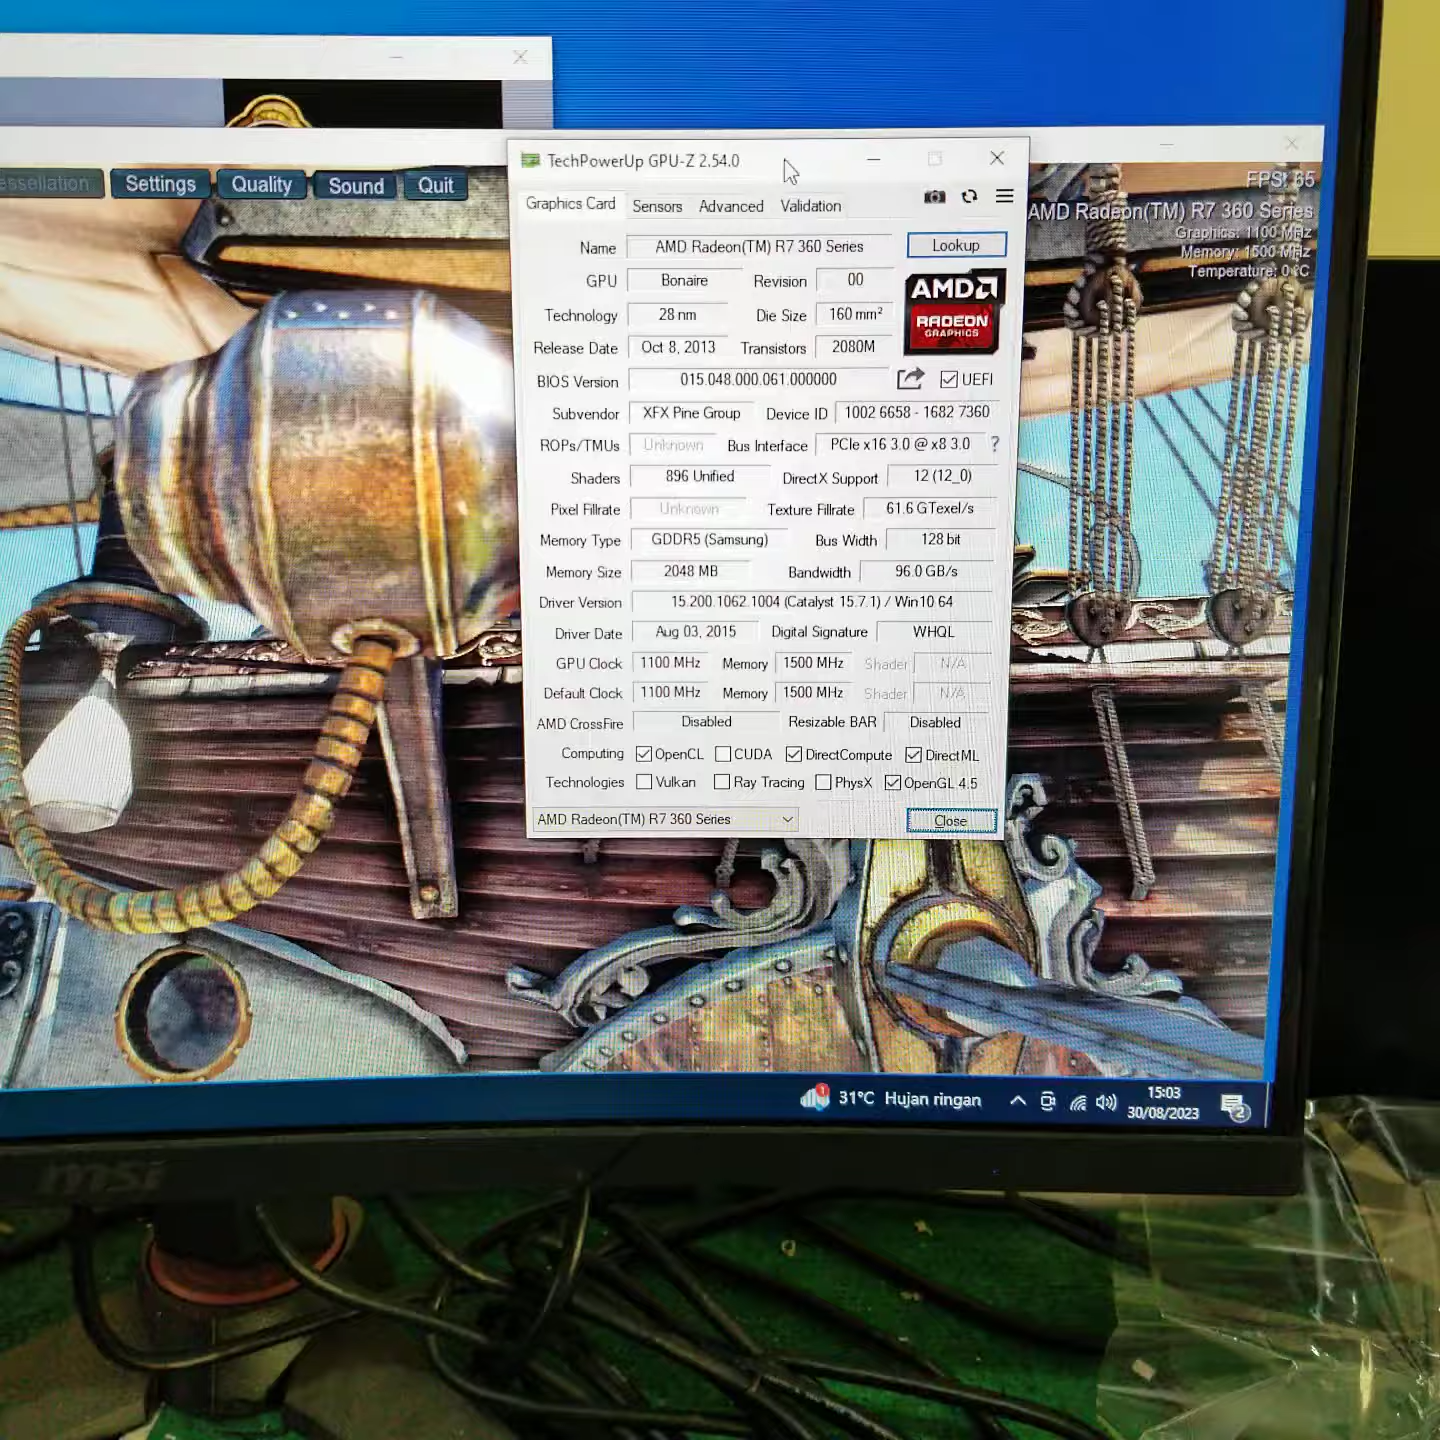 essellation Settings Quality Sound Quit
TechPowerUp GPU-Z 2.54.0
Graphics Card Sensors Advanced Validation
Name AMD Radeon(TM) R7 360 Series Lookup
GPU Bonaire Revision 00
Technology 28 nm Die Size 160 mm²
Release Date Oct 8, 2013 Transistors 2080M
AMD
RADEON
GRAPHICS
BIOS Version 015.048.000.061.000000 UEFI
Subvendor XFX Pine Group Device ID 1002 6658 - 1682 7360
ROPs/TMUs Unknown Bus Interface PCIe x16 3.0 @ x8 3.0 ?
Shaders 896 Unified DirectX Support 12 (12_0)
Pixel Fillrate Unknown Texture Fillrate 61.6 GTexel/s
Memory Type GDDR5 (Samsung) Bus Width 128 bit
Memory Size 2048 MB Bandwidth 96.0 GB/s
Driver Version 15.200.1062.1004 (Catalyst 15.7.1) / Win10 64
Driver Date Aug 03, 2015 Digital Signature WHQL
GPU Clock 1100 MHz Memory 1500 MHz Shader N/A
Default Clock 1100 MHz Memory 1500 MHz Shader N/A
AMD CrossFire Disabled Resizable BAR Disabled
Computing OpenCL CUDA DirectCompute DirectML
Technologies Vulkan Ray Tracing PhysX OpenGL 4.5
AMD Radeon(TM) R7 360 Series Close
FPS: 65
AMD Radeon(TM) R7 360 Series
Graphics: 1100 MHz
Memory: 1500 MHz
Temperature: 0 °C
1 31°C Hujan ringan 15:03
30/08/2023 2
msi